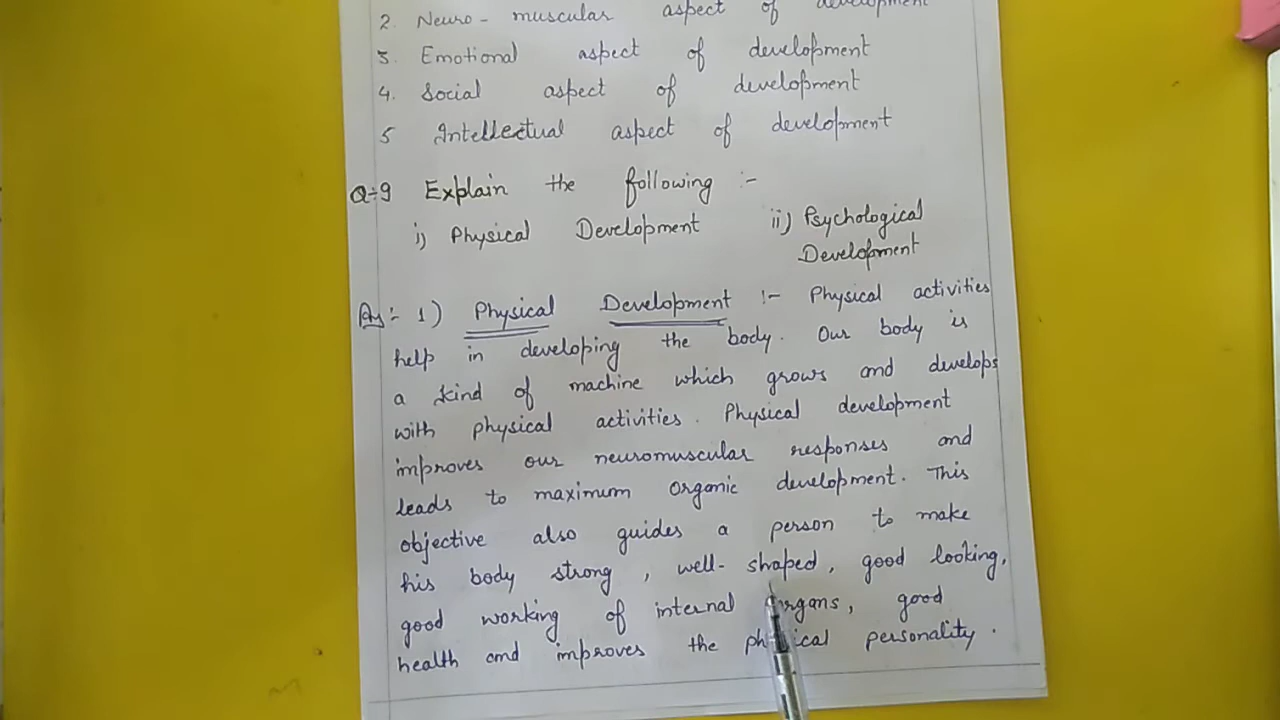 2. Neuro - muscular aspect of development
3. Emotional aspect of development
4. Social aspect of development
5 Intellectual aspect of development
Q÷9 Explain the following :-
i) Physical Development ii) Psychological
Development
Ans:- 1) Physical Development :- Physical activities
help in developing the body. Our body is
a kind of machine which grows and develops
with physical activities. Physical development
improves our neuromuscular responses and
leads to maximum organic development. This
objective also guides a person to make
his body strong, well-shaped, good looking,
good working of internal organs, good
health and improves the physical personality.